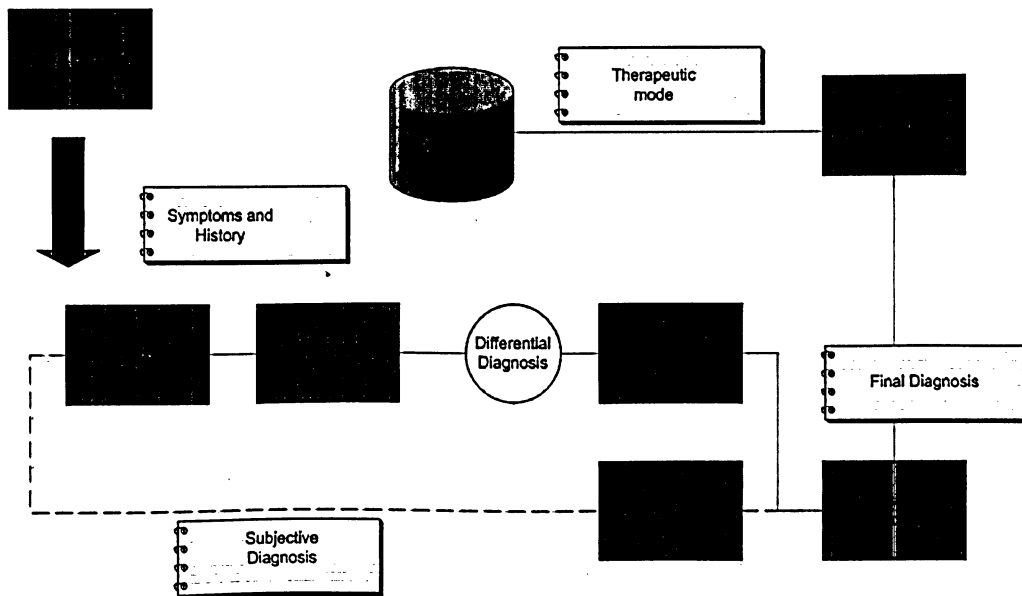 Therapeutic
mode
Symptoms and
History
Differential
Diagnosis
Final Diagnosis
Subjective
Diagnosis